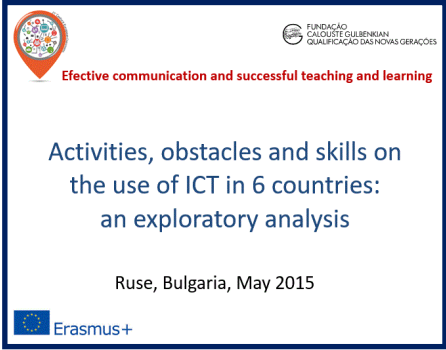 FUNDAÇÃO
CALOUSTE GULBENKIAN
QUALIFICAÇÃO DAS NOVAS GERAÇÕES
Efective communication and successful teaching and learning
Activities, obstacles and skills on
the use of ICT in 6 countries:
an exploratory analysis
Ruse, Bulgaria, May 2015
Erasmus+